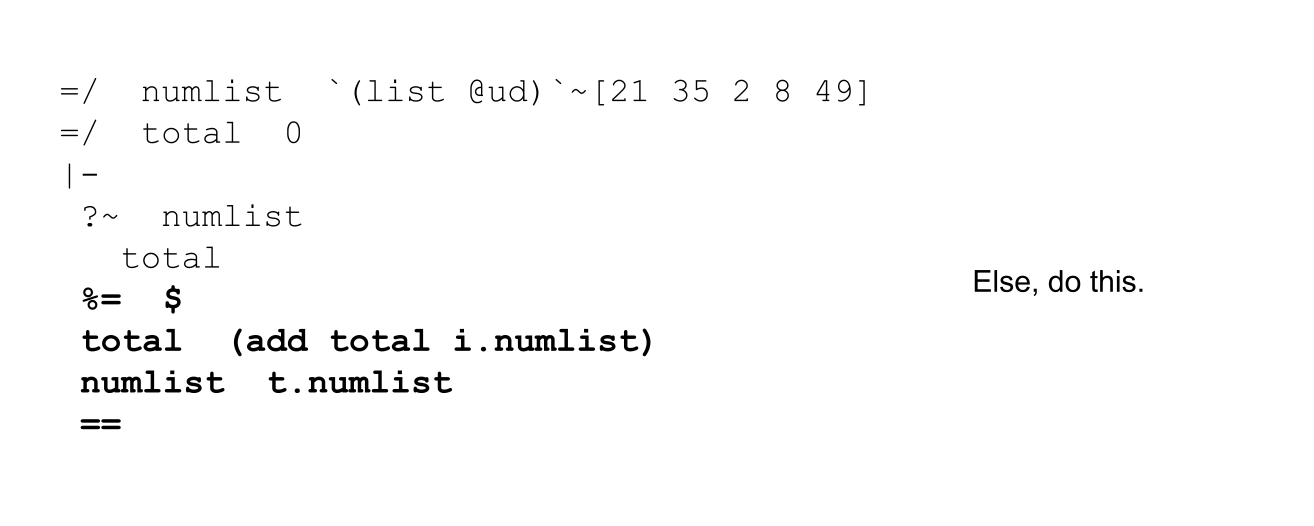 =/  numlist  `(list @ud)`~[21 35 2 8 49]
=/  total  0
|-
?~  numlist
total
%=  $
total  (add total i.numlist)
numlist  t.numlist
==
Else, do this.